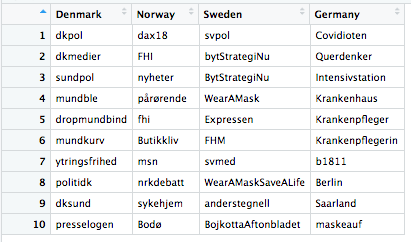 Denmark Norway Sweden Germany
1 dkpol dax18 svpol Covidioten
2 dkmedier FHI bytStrategiNu Querdenker
3 sundpol nyheter BytStrategiNu Intensivstation
4 mundble pårørende WearAMask Krankenhaus
5 dropmundbind fhi Expressen Krankenpfleger
6 mundkurv Butikkliv FHM Krankenpflegerin
7 ytringsfrihed msn svmed b1811
8 politidk nrkdebatt WearAMaskSaveALife Berlin
9 dksund sykehjem anderstegnell Saarland
10 presselogen Bodø BojkottaAftonbladet maskeauf